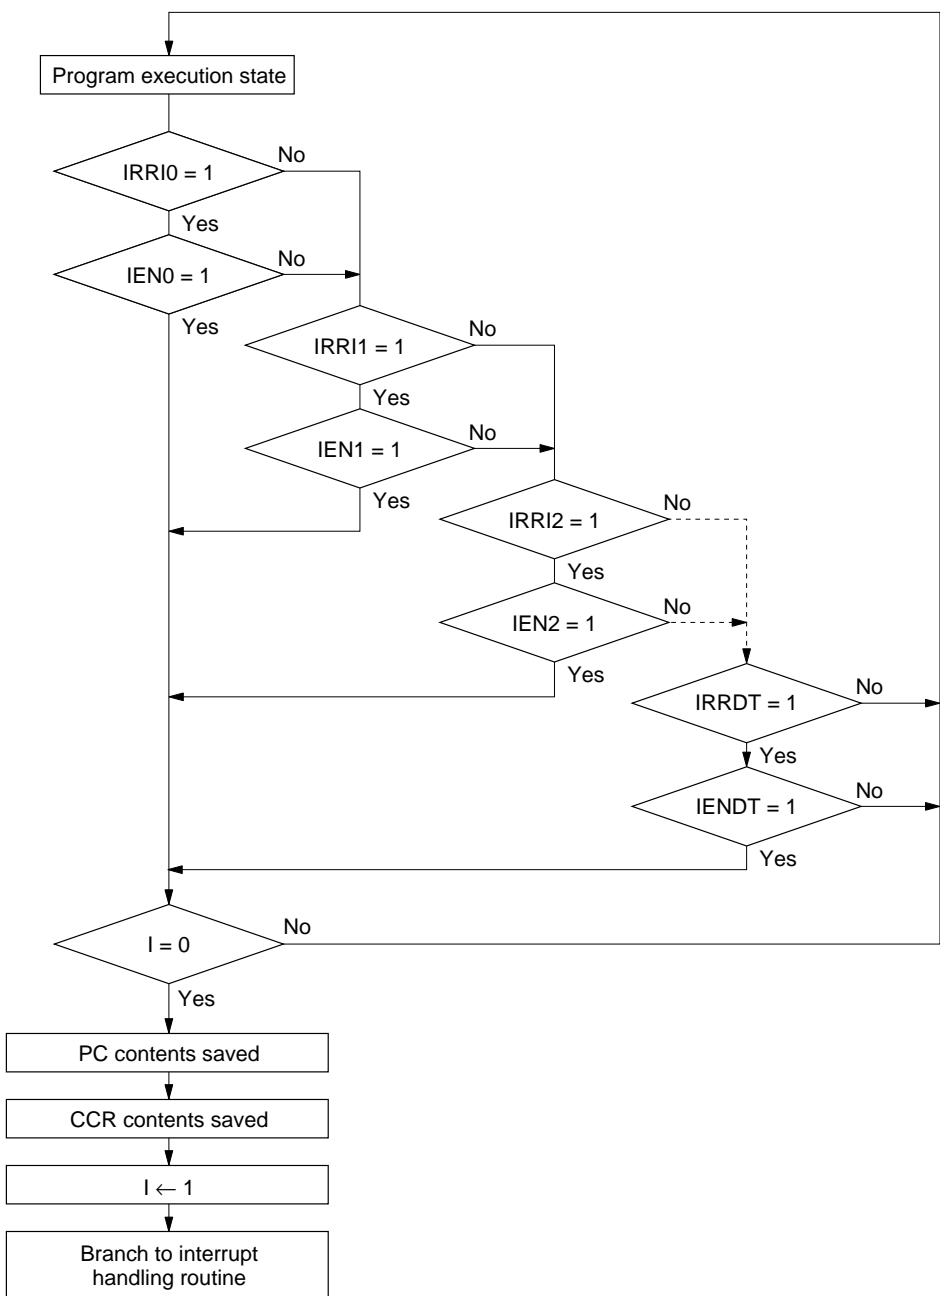 Program execution state
IRRI0 = 1
No
Yes
IEN0 = 1
No
Yes
IRRI1 = 1
No
Yes
IEN1 = 1
No
Yes
IRRI2 = 1
No
Yes
IEN2 = 1
No
Yes
IRRDT = 1
No
Yes
IENDT = 1
No
Yes
I = 0
No
Yes
PC contents saved
CCR contents saved
I ← 1
Branch to interrupt
handling routine